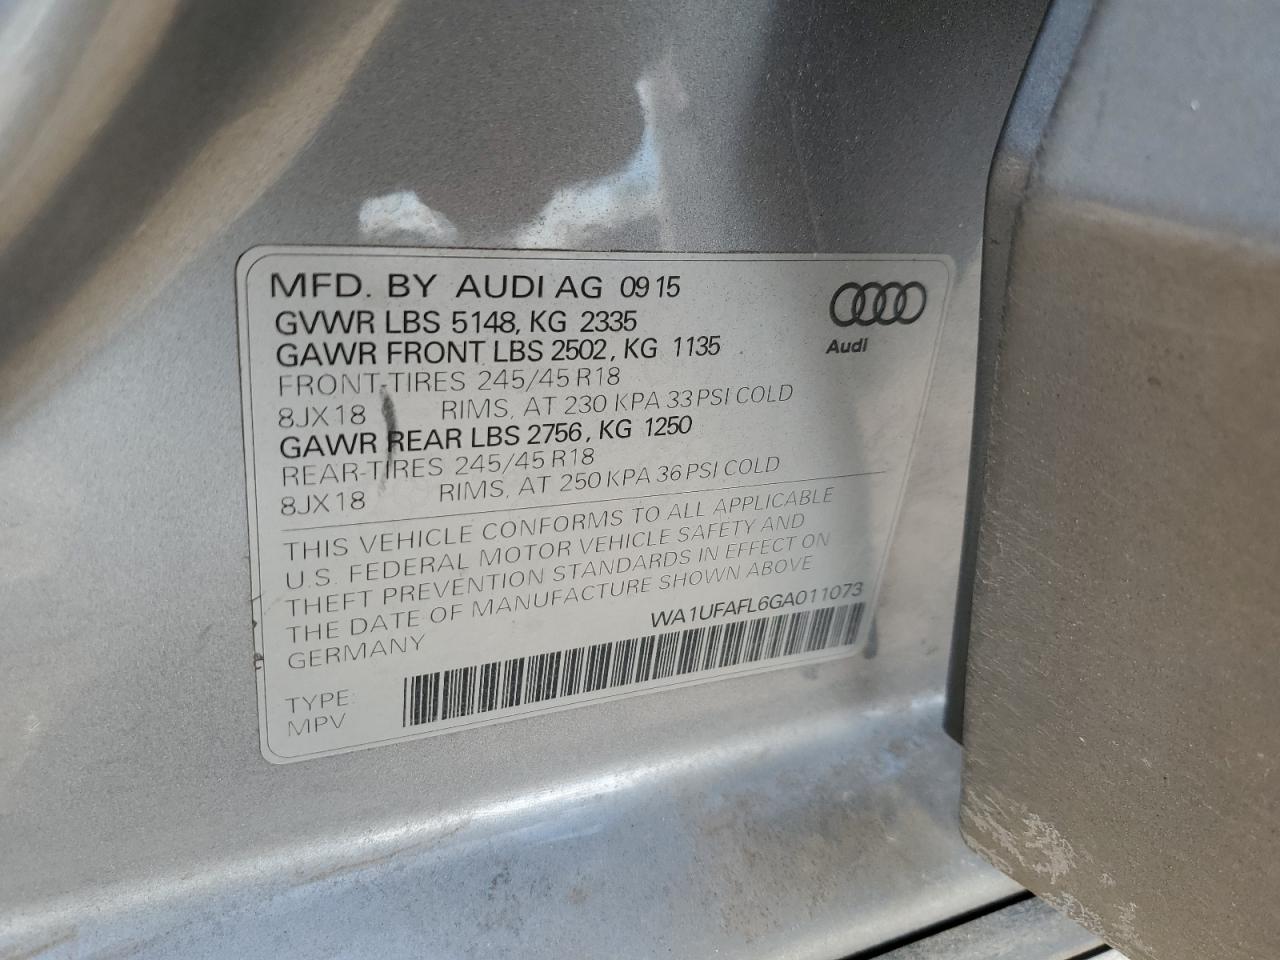 MFD. BY AUDI AG 0915
GVWR LBS 5148, KG 2335
GAWR FRONT LBS 2502, KG 1135
FRONT-TIRES 245/45 R18
8JX18 RIMS, AT 230 KPA 33 PSI COLD
GAWR REAR LBS 2756, KG 1250
REAR-TIRES 245/45 R18
8JX18 RIMS, AT 250 KPA 36 PSI COLD
Audi
THIS VEHICLE CONFORMS TO ALL APPLICABLE
U.S. FEDERAL MOTOR VEHICLE SAFETY AND
THEFT PREVENTION STANDARDS IN EFFECT ON
THE DATE OF MANUFACTURE SHOWN ABOVE
GERMANY
WA1UFAFL6GA011073
TYPE:
MPV